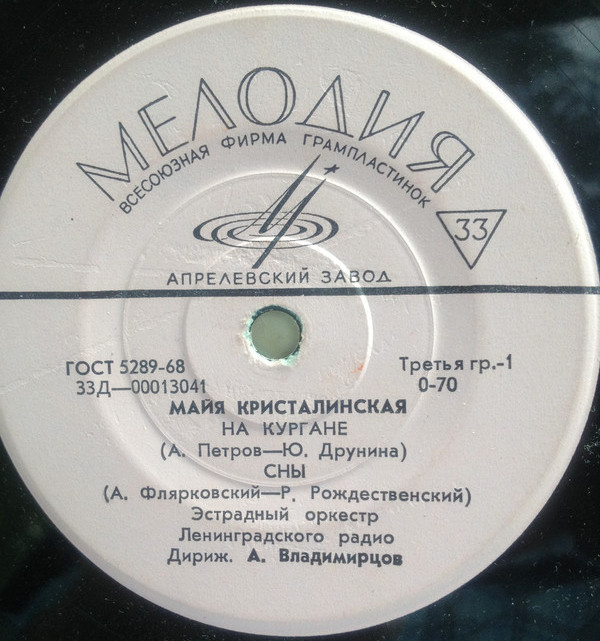 МЕЛОДИЯ
ВСЕСОЮЗНАЯ ФИРМА ГРАМПЛАСТИНОК
33
АПРЕЛЕВСКИЙ ЗАВОД
ГОСТ 5289-68
Третья гр.-1
33Д—00013041
0-70
МАЙЯ КРИСТАЛИНСКАЯ
НА КУРГАНЕ
(А. Петров—Ю. Друнина)
СНЫ
(А. Флярковский—Р. Рождественский)
Эстрадный оркестр
Ленинградского радио
Дириж. А. Владимирцов